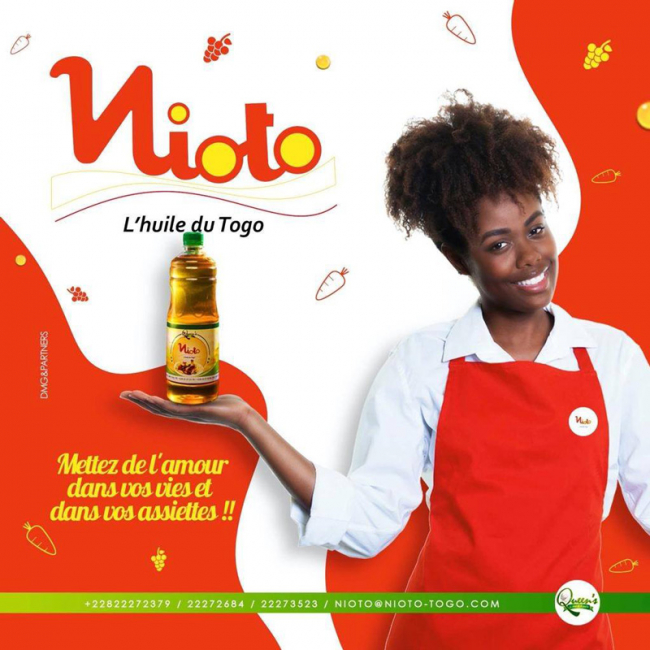 Nioto
L'huile du Togo
Nioto
Nioto
DMG&PARTNERS
Mettez de l'amour
dans vos vies et
dans vos assiettes !!
+22822272379 / 22272684 / 22273523 / NIOTO@NIOTO-TOGO.COM
Queen's